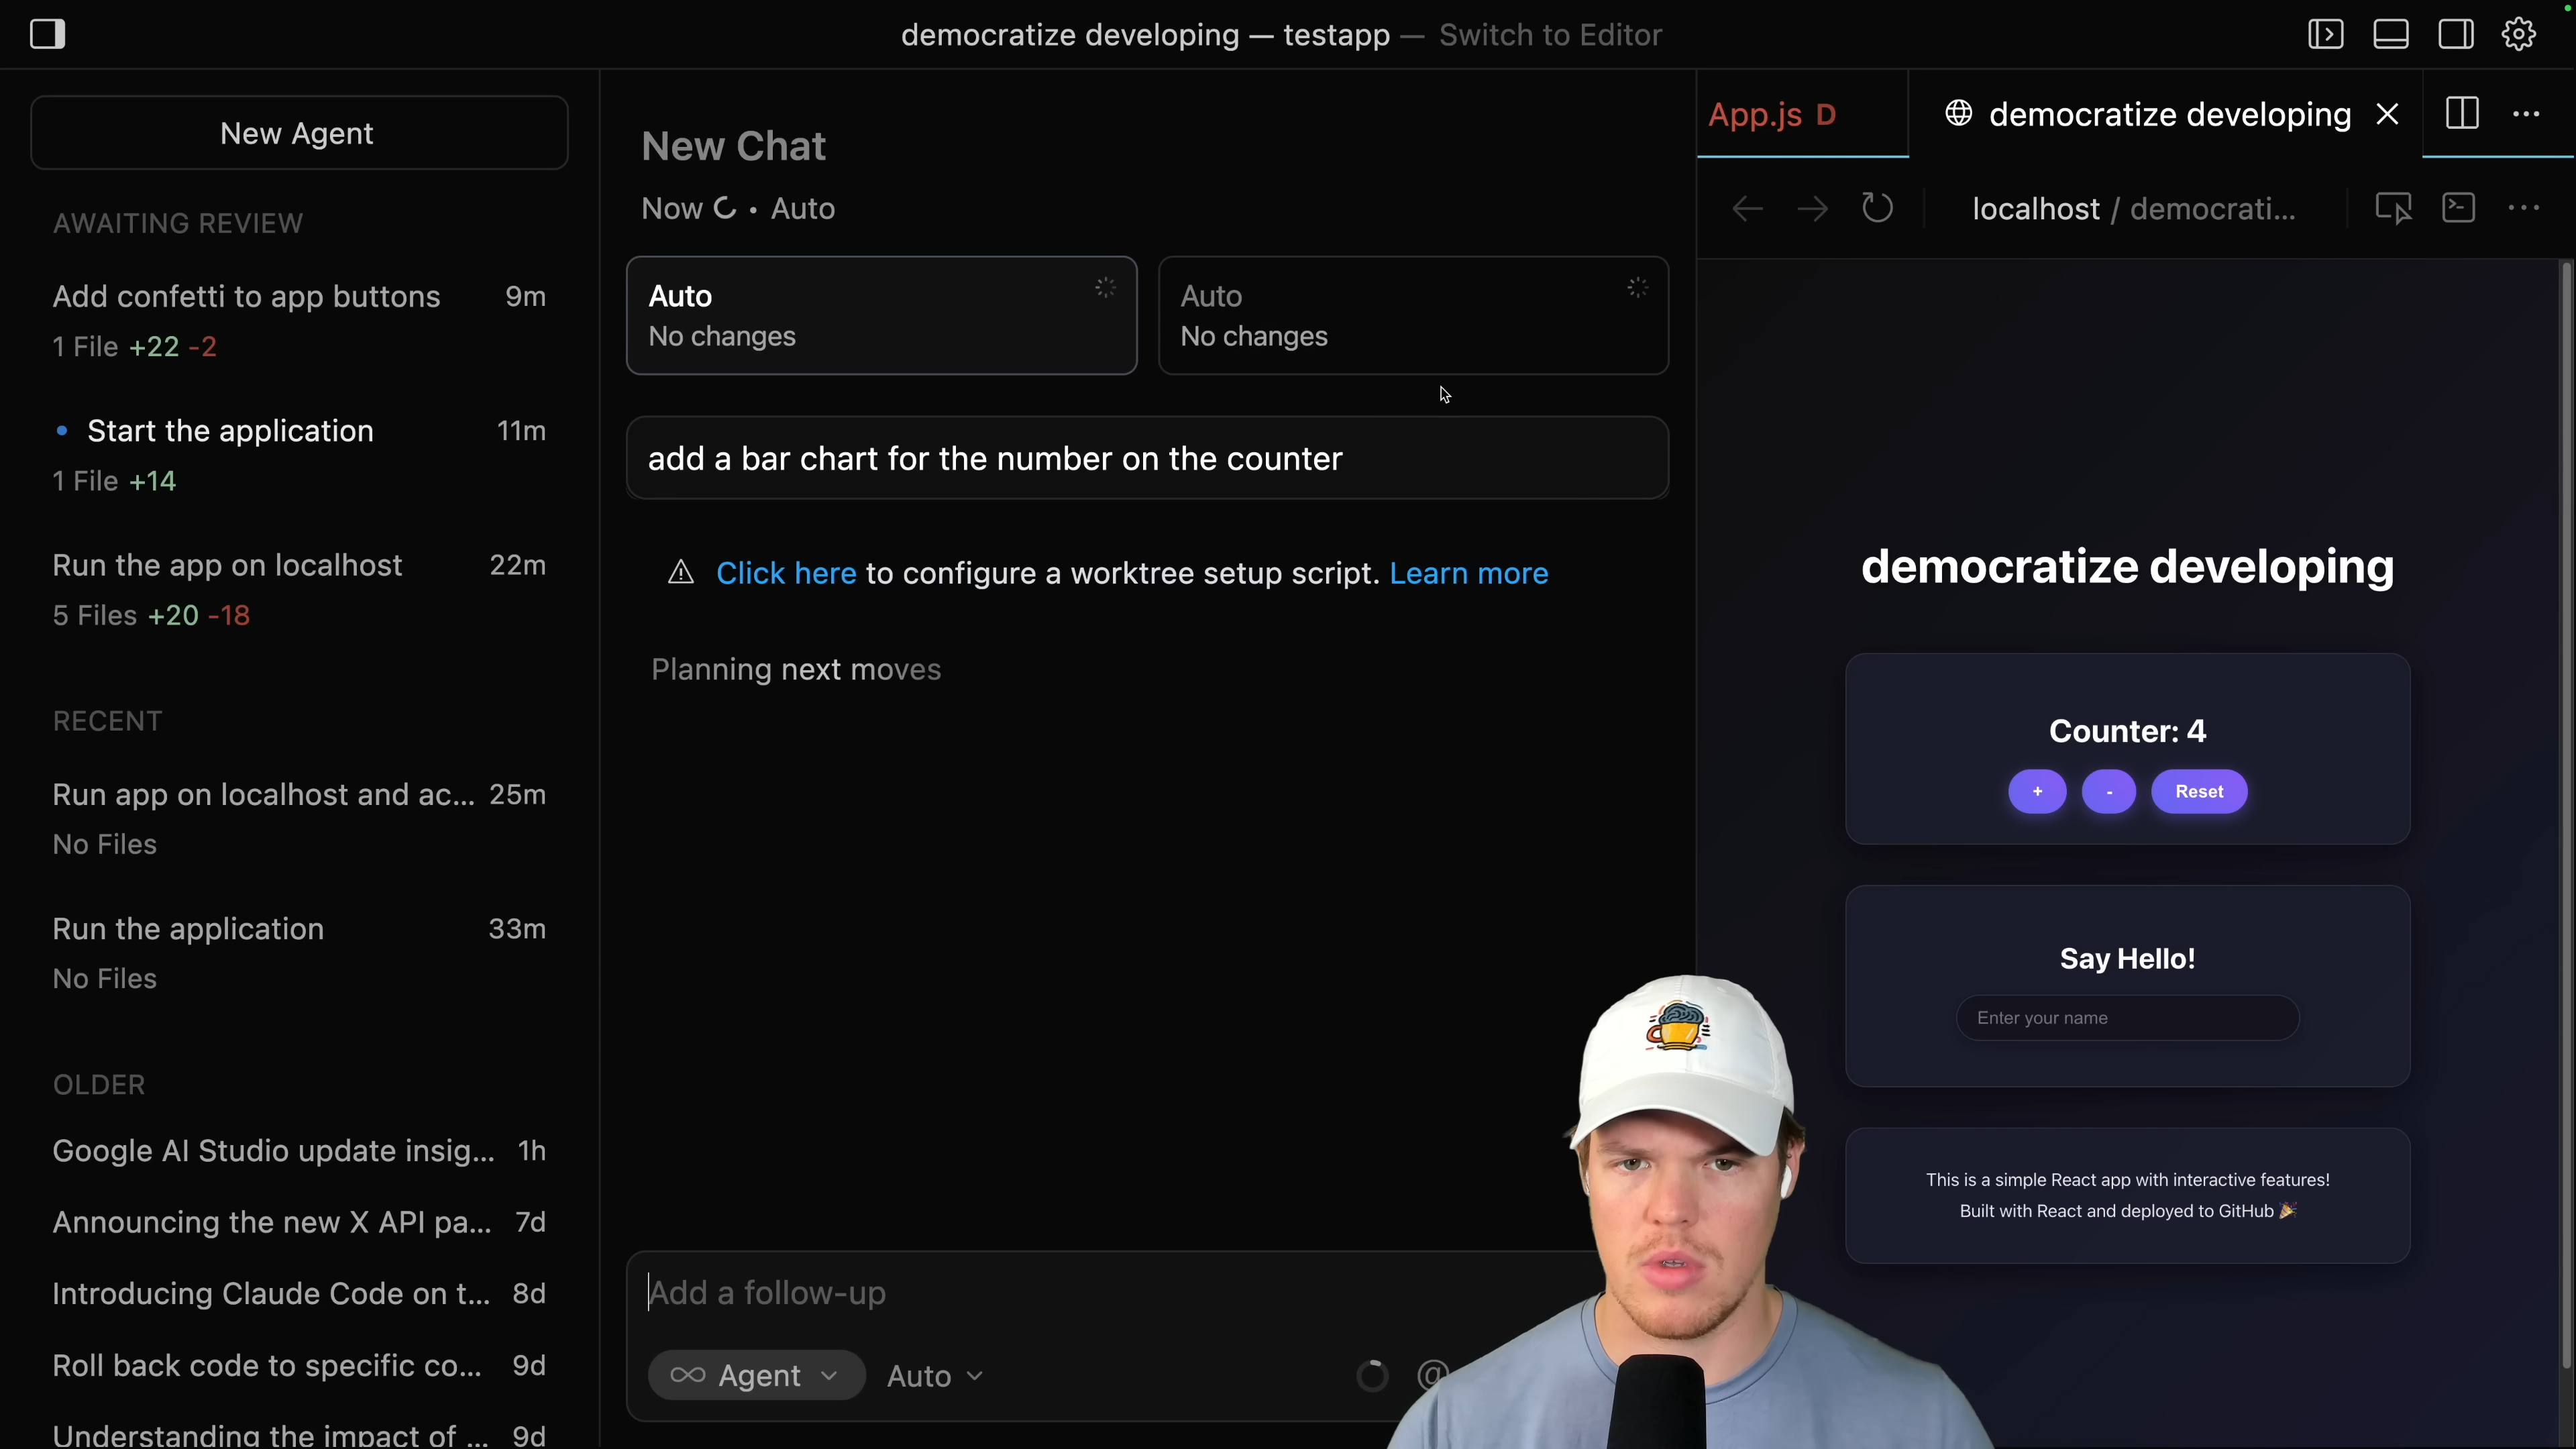 democratize developing — testapp — Switch to Editor
New Agent
AWAITING REVIEW
Add confetti to app buttons 9m
1 File +22 -2
Start the application 11m
1 File +14
Run the app on localhost 22m
5 Files +20 -18
RECENT
Run app on localhost and ac... 25m
No Files
Run the application 33m
No Files
OLDER
Google AI Studio update insig... 1h
Announcing the new X API pa... 7d
Introducing Claude Code on t... 8d
Roll back code to specific co... 9d
Understanding the impact of ... 9d
New Chat
Now • Auto
Auto
No changes
Auto
No changes
add a bar chart for the number on the counter
Click here to configure a worktree setup script. Learn more
Planning next moves
Add a follow-up
Agent Auto @
App.js D
democratize developing
localhost / democrati...
democratize developing
Counter: 4
+ - Reset
Say Hello!
Enter your name
This is a simple React app with interactive features!
Built with React and deployed to GitHub 🎉